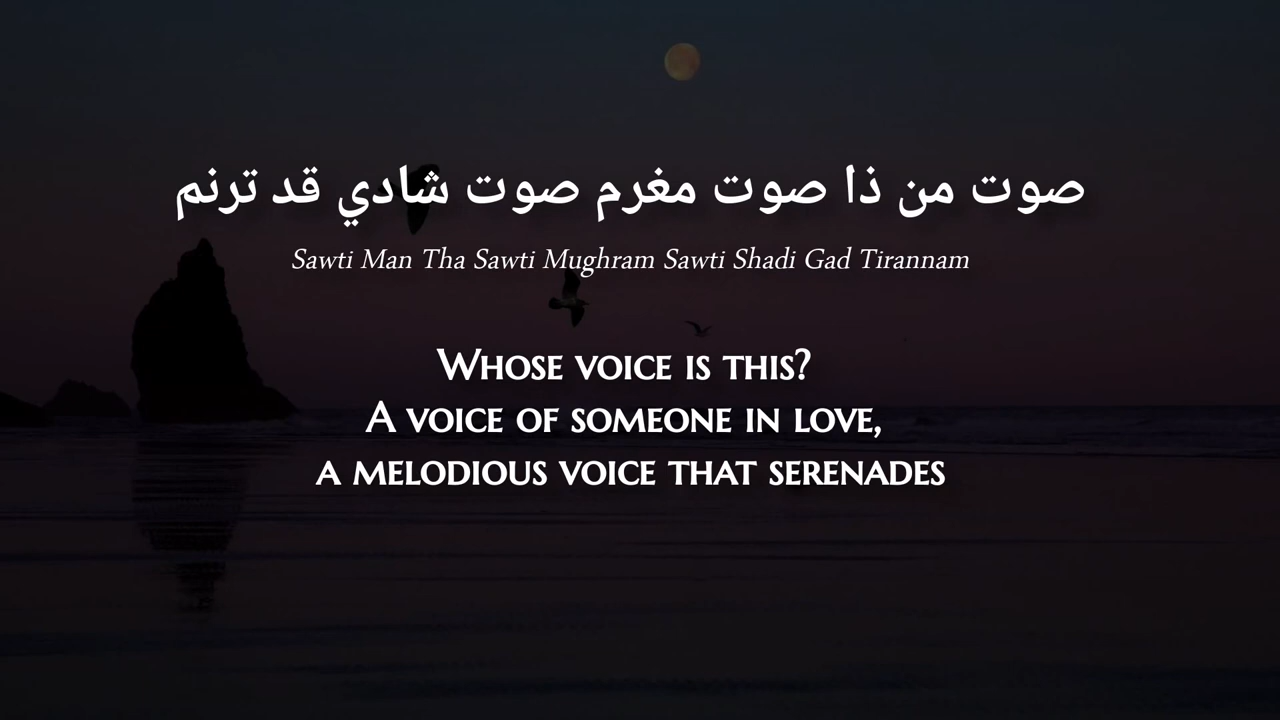 صوت من ذا صوت مغرم صوت شادي قد ترنم
Sawti Man Tha Sawti Mughram Sawti Shadi Gad Tirannam
Whose voice is this?
A voice of someone in love,
a melodious voice that serenades